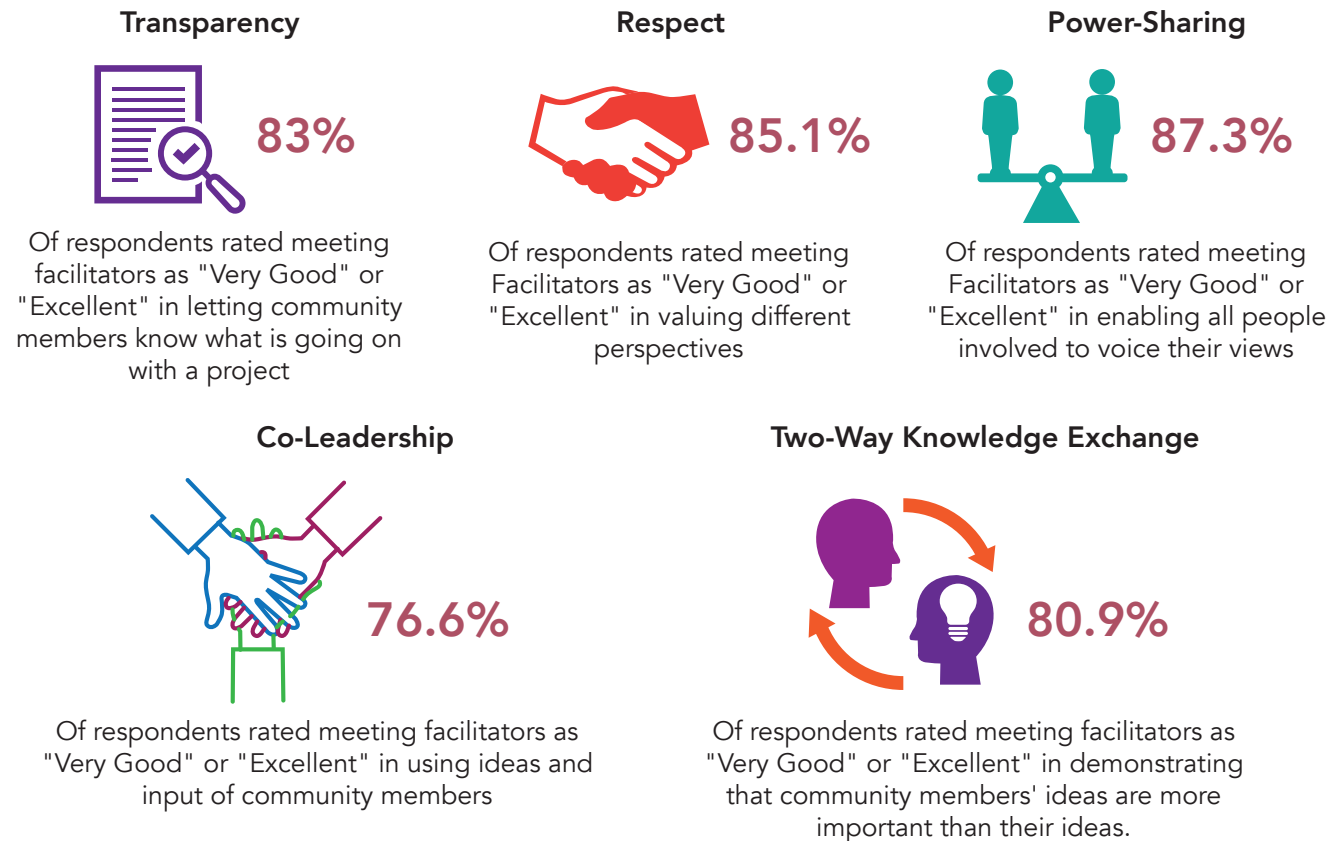 Transparency
83%
Of respondents rated meeting
facilitators as "Very Good" or
"Excellent" in letting community
members know what is going on
with a project
Respect
85.1%
Of respondents rated meeting
Facilitators as "Very Good" or
"Excellent" in valuing different
perspectives
Power-Sharing
87.3%
Of respondents rated meeting
Facilitators as "Very Good" or
"Excellent" in enabling all people
involved to voice their views
Co-Leadership
76.6%
Of respondents rated meeting facilitators as
"Very Good" or "Excellent" in using ideas and
input of community members
Two-Way Knowledge Exchange
80.9%
Of respondents rated meeting facilitators as
"Very Good" or "Excellent" in demonstrating
that community members' ideas are more
important than their ideas.